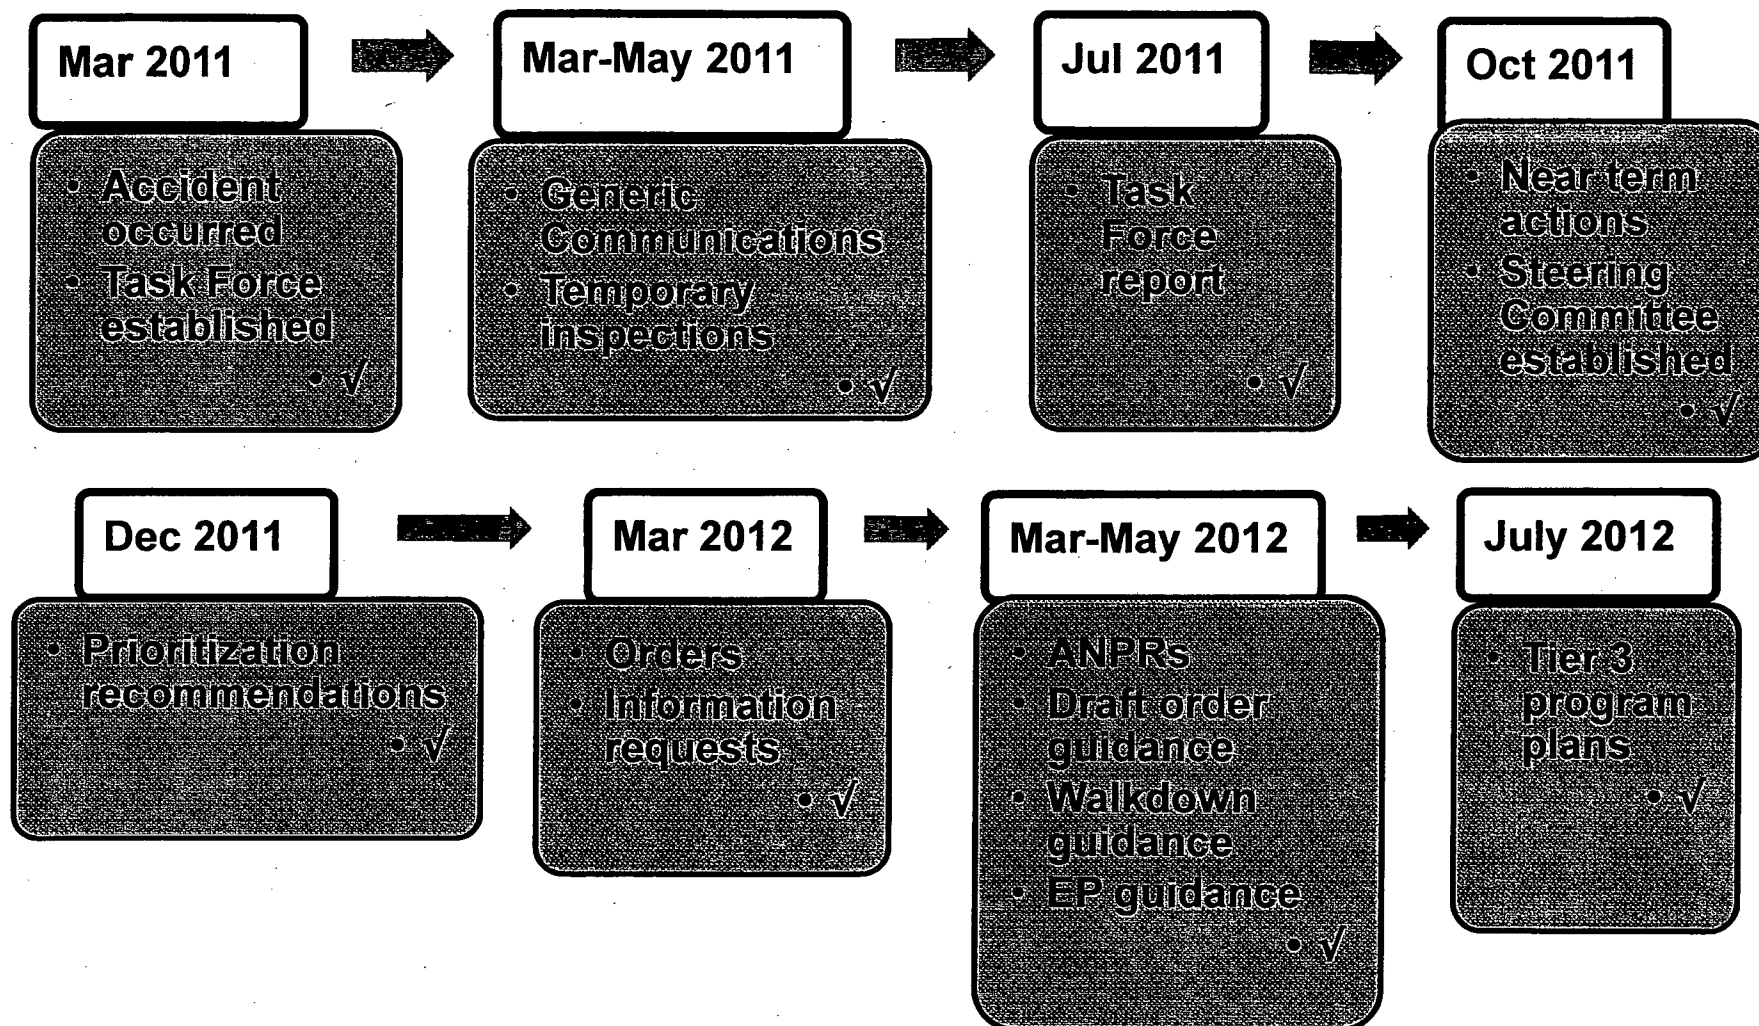 Mar 2011
• Accident
occurred
• Task Force
established
• √
Mar-May 2011
• Generic
Communications
• Temporary
inspections
• √
Jul 2011
• Task
Force
report
• √
Oct 2011
• Near term
actions
• Steering
Committee
established
• √
Dec 2011
• Prioritization
recommendations
• √
Mar 2012
• Orders
• Information
requests
• √
Mar-May 2012
• ANPRs
• Draft order
guidance
• Walkdown
guidance
• EP guidance
• √
July 2012
• Tier 3
program
plans
• √